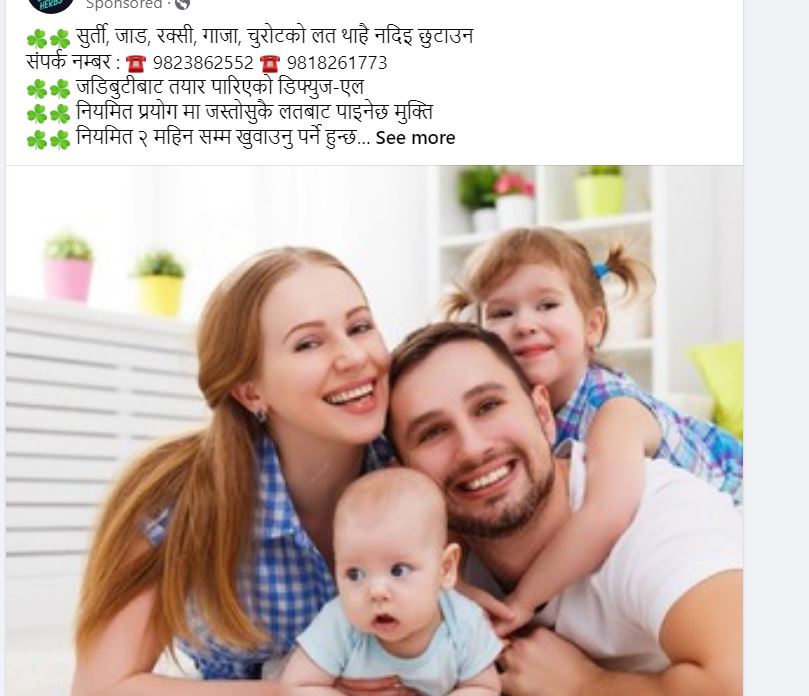 HERBS
Sponsored ·
☘️☘️ सुर्ती, जाड, रक्सी, गाजा, चुरोटको लत थाहै नदिइ छुटाउन
संपर्क नम्बर : ☎️ 9823862552 ☎️ 9818261773
☘️☘️ जडिबुटीबाट तयार पारिएको डिफ्युज-एल
☘️☘️ नियमित प्रयोग मा जस्तोसुकै लतबाट पाइनेछ मुक्ति
☘️☘️ नियमित २ महिन सम्म खुवाउनु पर्ने हुन्छ... See more